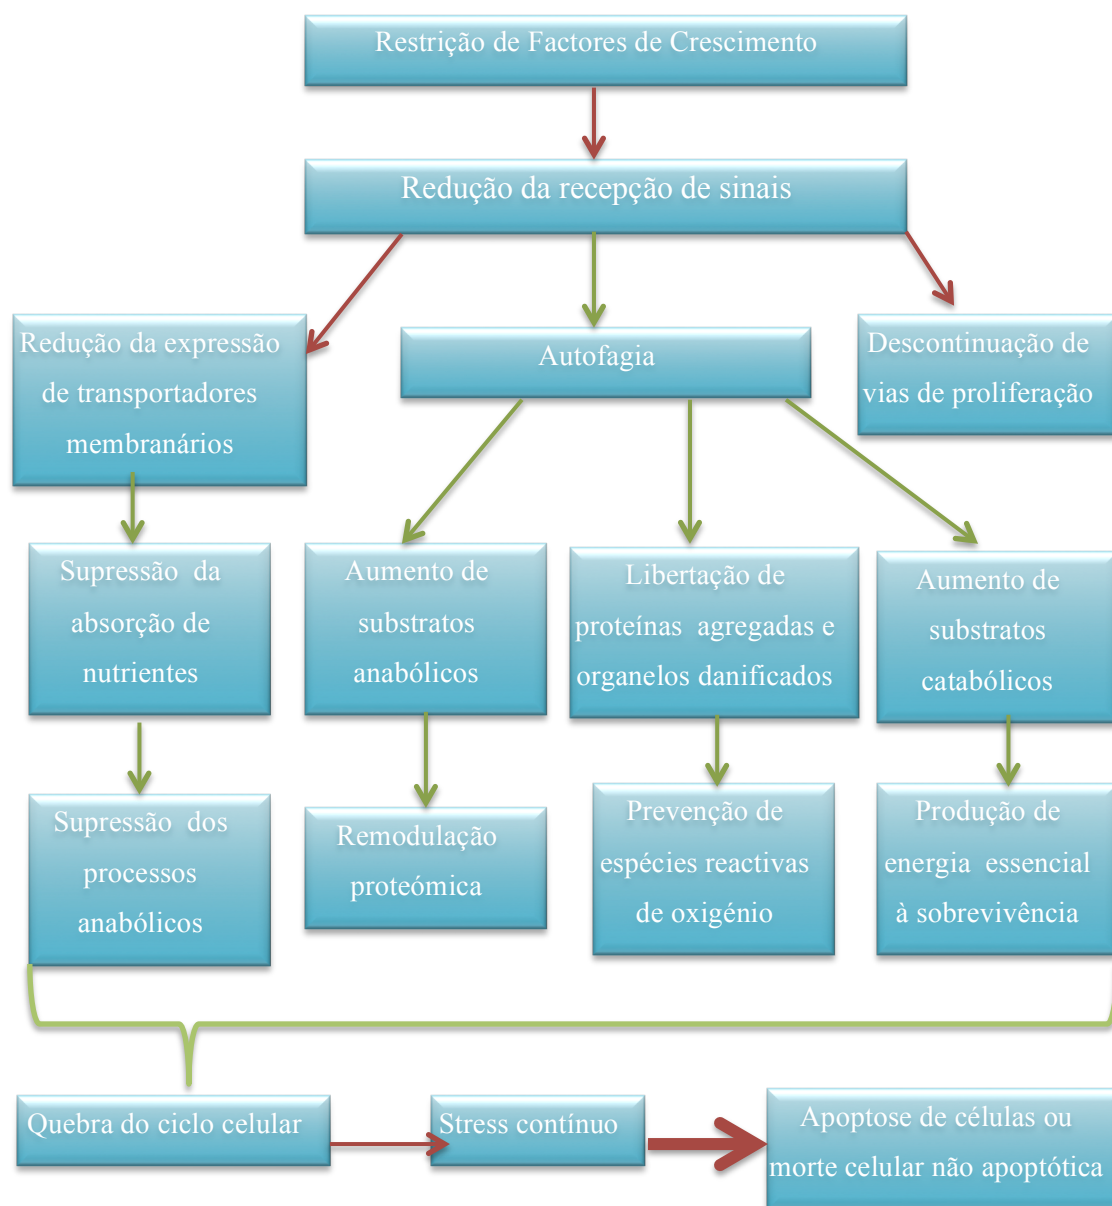 Restrição de Factores de Crescimento
Redução da recepção de sinais
Redução da expressão
de transportadores
membranários
Autofagia
Descontinuação de
vias de proliferação
Supressão da
absorção de
nutrientes
Aumento de
substratos
anabólicos
Libertação de
proteínas agregadas e
organelos danificados
Aumento de
substratos
catabólicos
Supressão dos
processos
anabólicos
Remodulação
proteómica
Prevenção de
espécies reactivas
de oxigénio
Produção de
energia essencial
à sobrevivência
Quebra do ciclo celular
Stress contínuo
Apoptose de células ou
morte celular não apoptótica